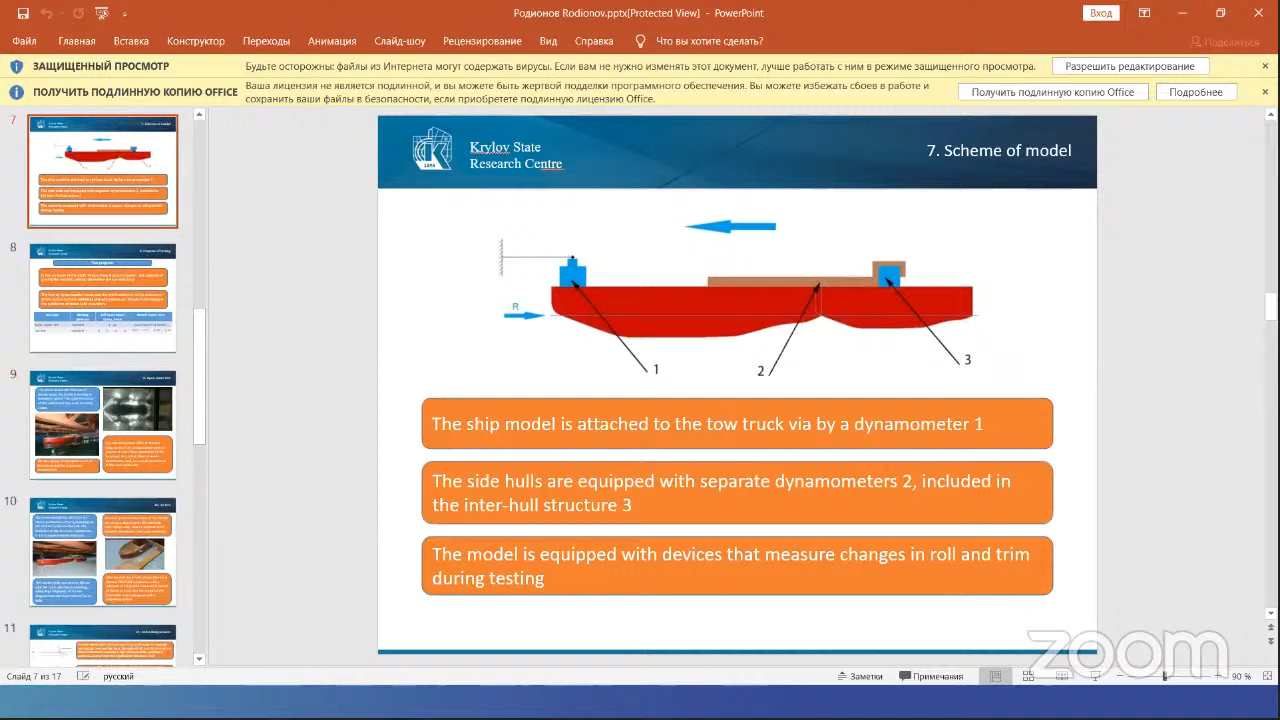 Родионов Rodionov.pptx[Protected View] - PowerPoint
Вход
Файл Главная Вставка Конструктор Переходы Анимация Слайд-шоу Рецензирование Вид Справка Что вы хотите сделать? Поделиться
ЗАЩИЩЕННЫЙ ПРОСМОТР Будьте осторожны: файлы из Интернета могут содержать вирусы. Если вам не нужно изменять этот документ, лучше работать с ним в режиме защищенного просмотра. Разрешить редактирование
ПОЛУЧИТЬ ПОДЛИННУЮ КОПИЮ OFFICE Ваша лицензия не является подлинной, и вы можете быть жертвой подделки программного обеспечения. Вы можете избежать сбоев в работе и
сохранить ваши файлы в безопасности, если приобретете подлинную лицензию Office. Получить подлинную копию Office Подробнее
7
8
9
10
11
Krylov State
Research Centre
1894
7. Scheme of model
R
1
2
3
The ship model is attached to the tow truck via by a dynamometer 1
The side hulls are equipped with separate dynamometers 2, included in
the inter-hull structure 3
The model is equipped with devices that measure changes in roll and trim
during testing
zoom
Слайд 7 из 17 русский Заметки Примечания 90 %